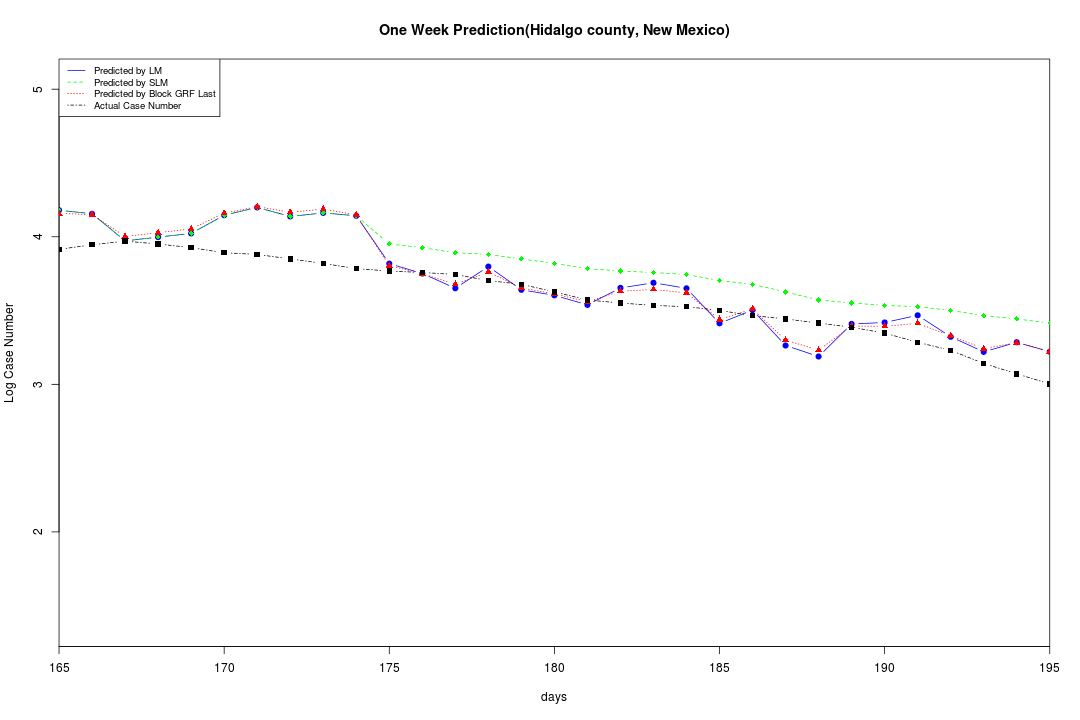 One Week Prediction(Hidalgo county, New Mexico)
Predicted by LM
Predicted by SLM
Predicted by Block GRF Last
Actual Case Number
5
4
3
2
Log Case Number
165 170 175 180 185 190 195
days